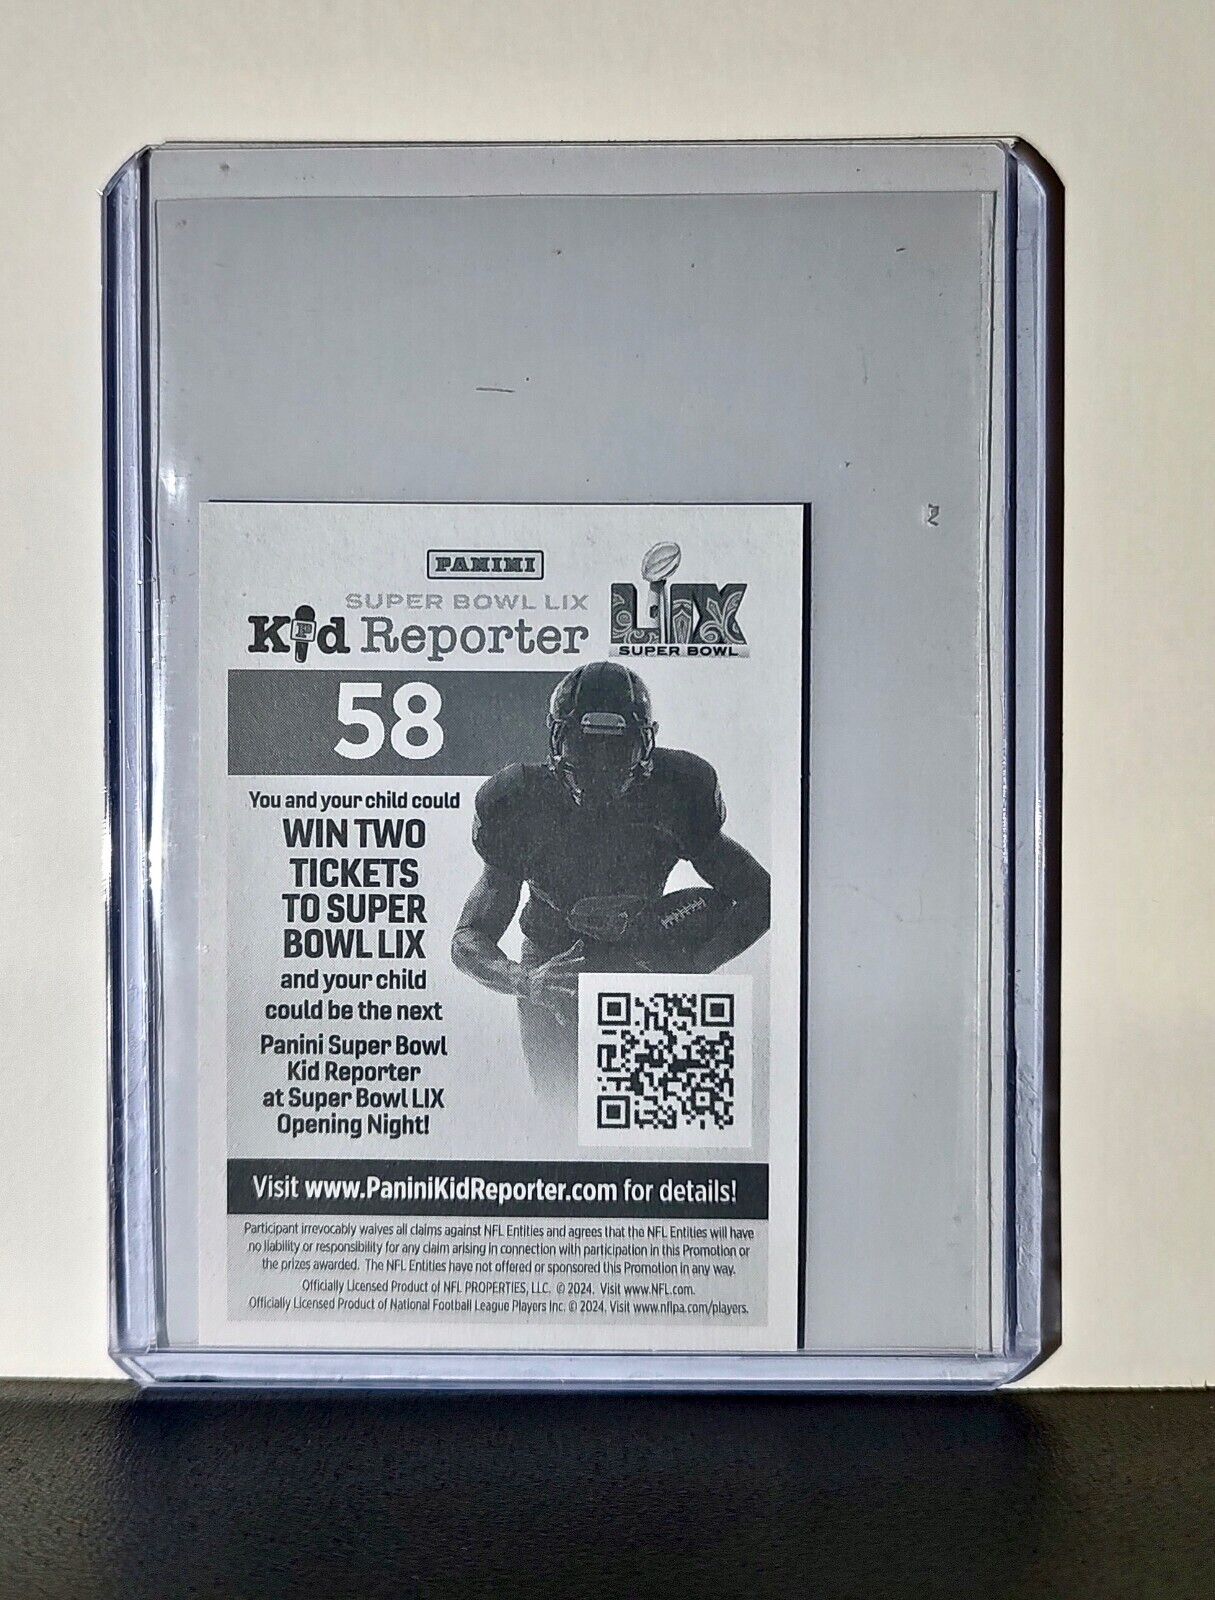 PANINI
SUPER BOWL LIX
Kid Reporter
P
LIX
SUPER BOWL
58
You and your child could
WIN TWO
TICKETS
TO SUPER
BOWL LIX
and your child
could be the next
Panini Super Bowl
Kid Reporter
at Super Bowl LIX
Opening Night!
Visit www.PaniniKidReporter.com for details!
Participant irrevocably waives all claims against NFL Entities and agrees that the NFL Entities will have
no liability or responsibility for any claim arising in connection with participation in this Promotion or
the prizes awarded. The NFL Entities have not offered or sponsored this Promotion in any way.
Officially Licensed Product of NFL PROPERTIES, LLC. © 2024. Visit www.NFL.com.
Officially Licensed Product of National Football League Players Inc. © 2024. Visit www.nflpa.com/players.